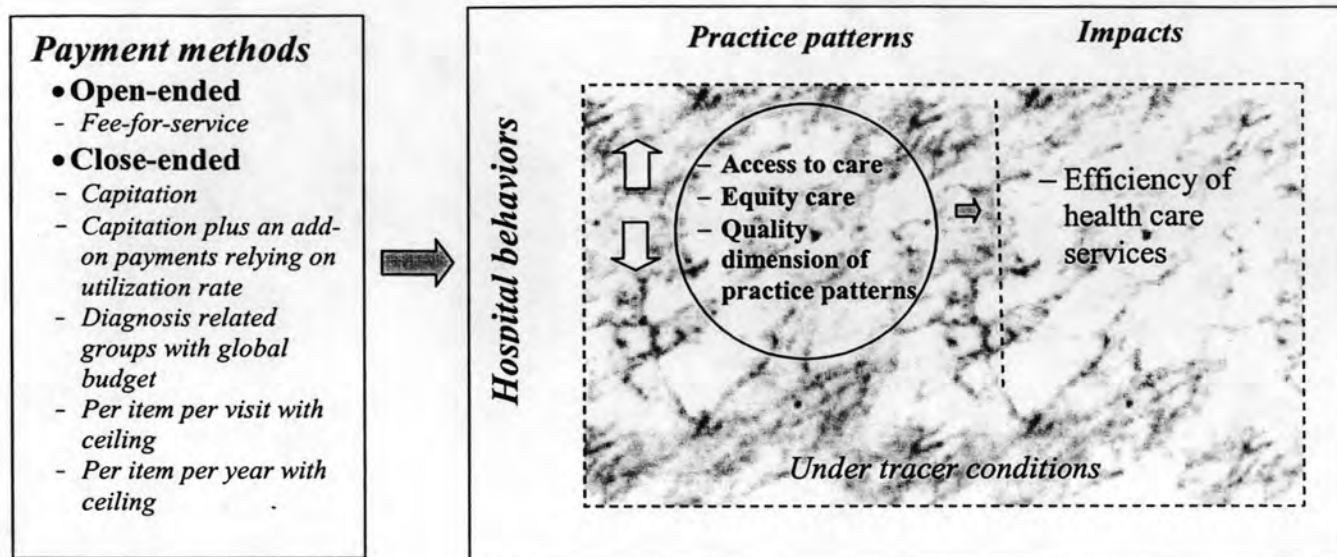 Payment methods
• Open-ended
- Fee-for-service
• Close-ended
- Capitation
- Capitation plus an add-
on payments relying on
utilization rate
- Diagnosis related
groups with global
budget
- Per item per visit with
ceiling
- Per item per year with
ceiling
Hospital behaviors
Practice patterns
Impacts
– Access to care
– Equity care
– Quality
dimension of
practice patterns
– Efficiency of
health care
services
Under tracer conditions